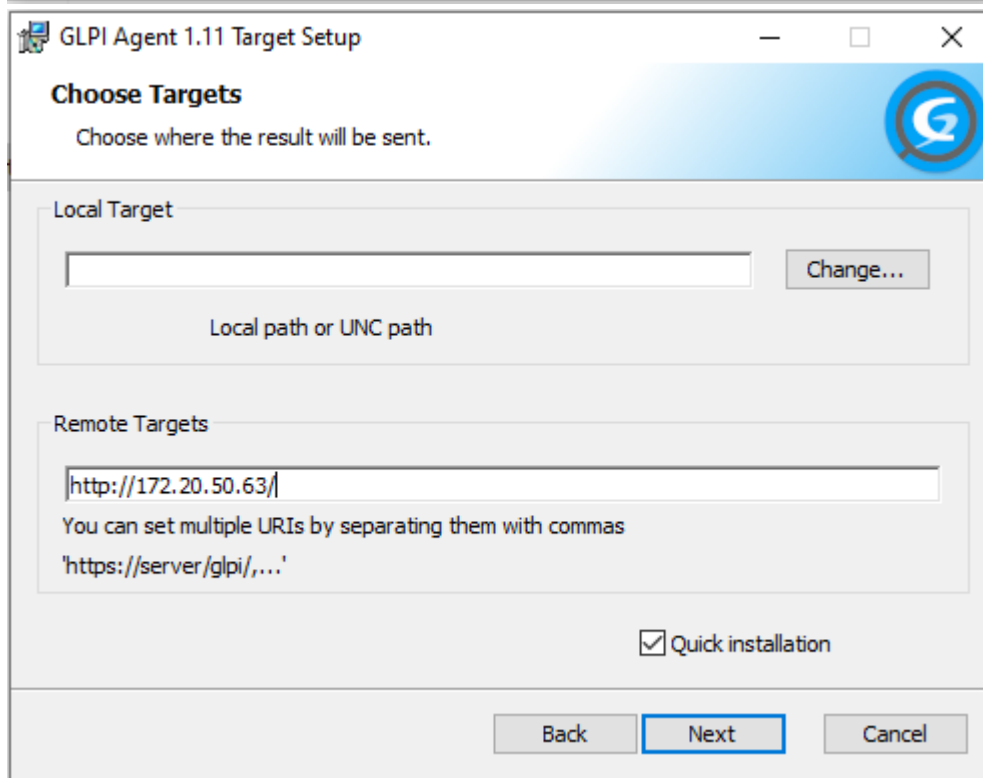 GLPI Agent 1.11 Target Setup
Choose Targets
Choose where the result will be sent.
Local Target
Change...
Local path or UNC path
Remote Targets
http://172.20.50.63/
You can set multiple URIs by separating them with commas
'https://server/glpi/,...'
Quick installation
Back Next Cancel